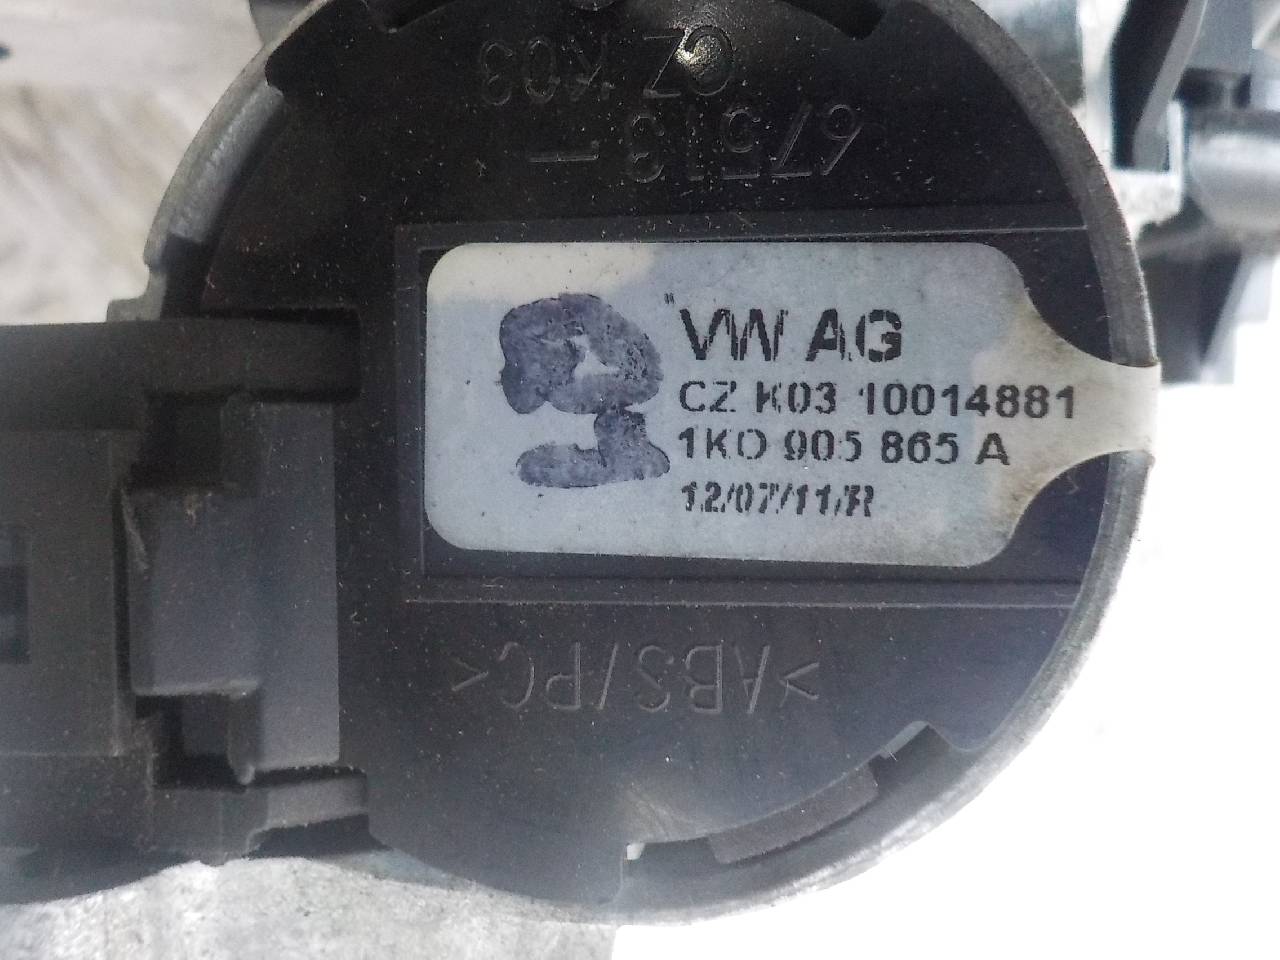 CZ K03
67513 -
VW AG
CZ K03 10014881
1K0 905 865 A
12/07/11/R
>ABS/PC<